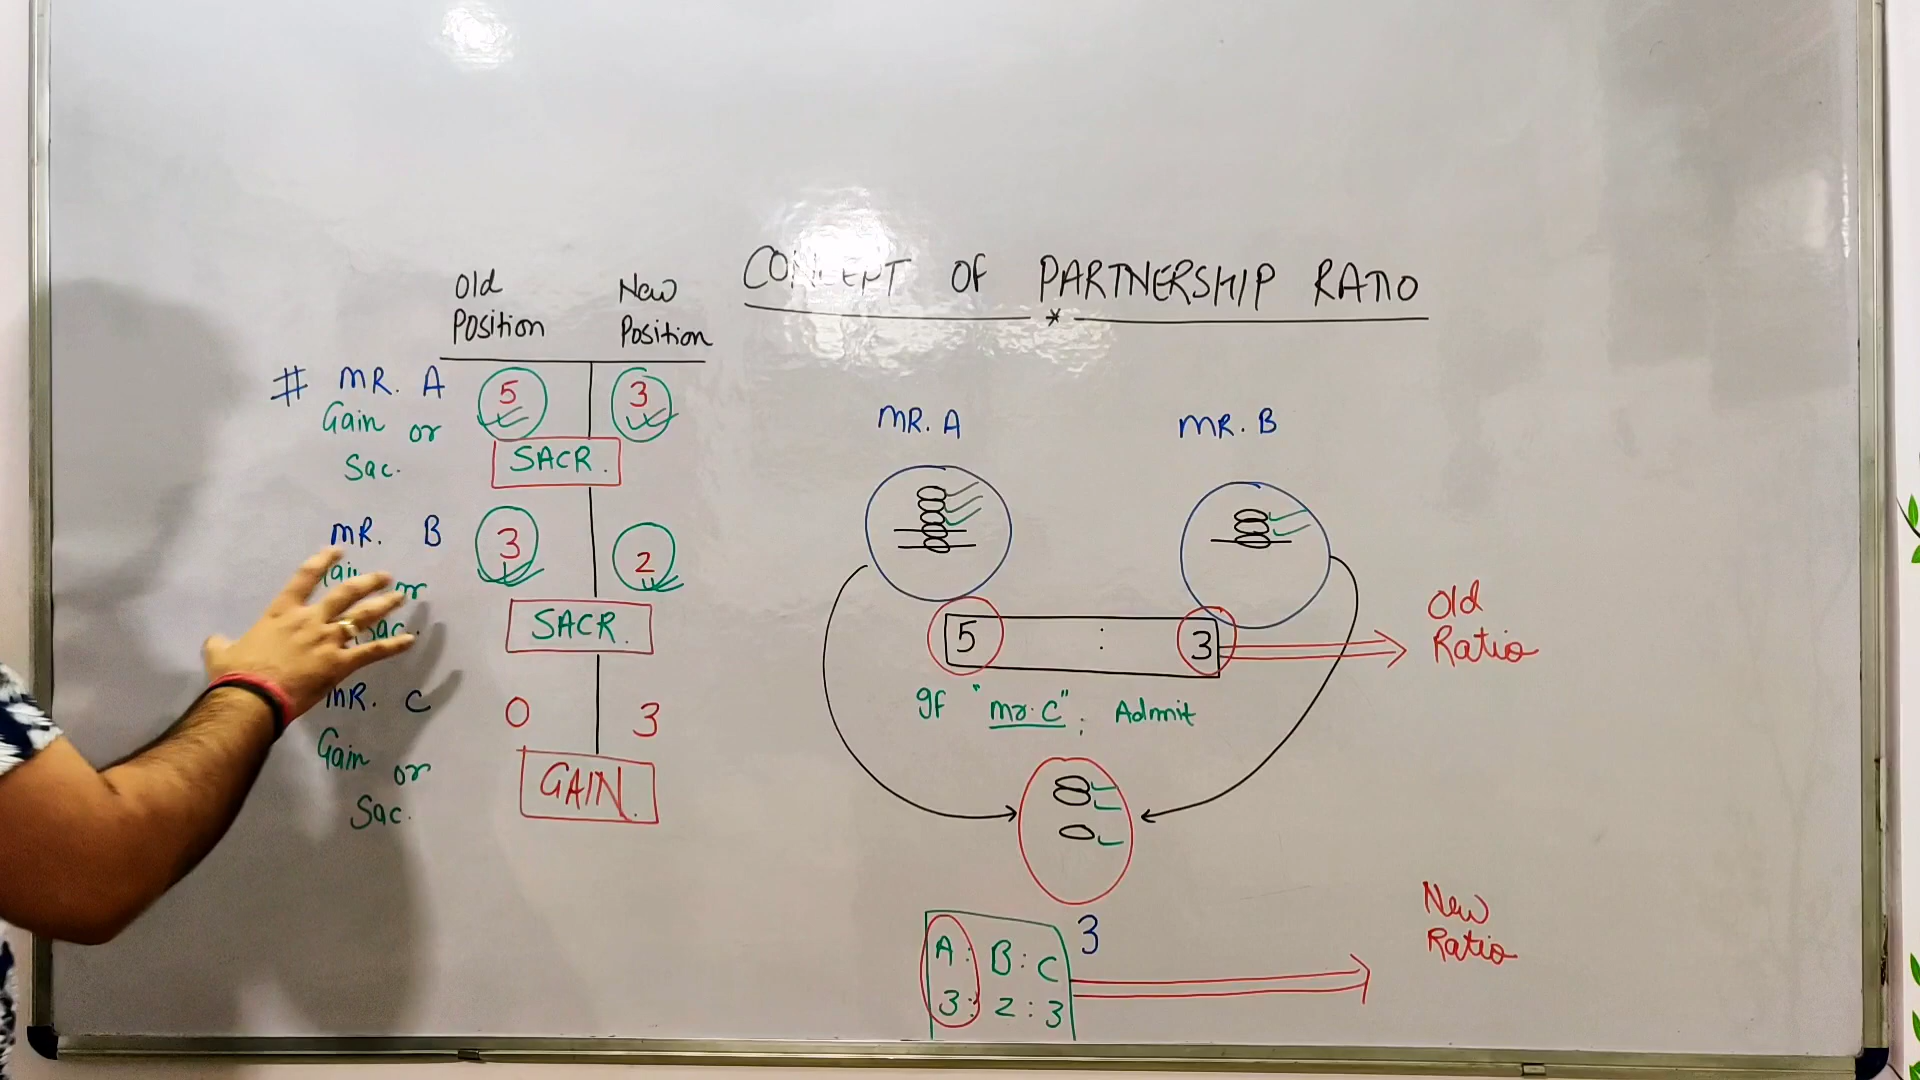 CONCEPT OF PARTNERSHIP RATIO
*
Old Position
New Position
# MR. A
Gain or
Sac.
5
3
SACR.
MR. B
or
Sac.
3
2
SACR.
MR. C
Gain or
Sac.
0
3
GAIN.
MR. A
MR. B
5 : 3
Old
Ratio
If "Mr. C", Admit
3
A : B : C
3 : 2 : 3
New
Ratio